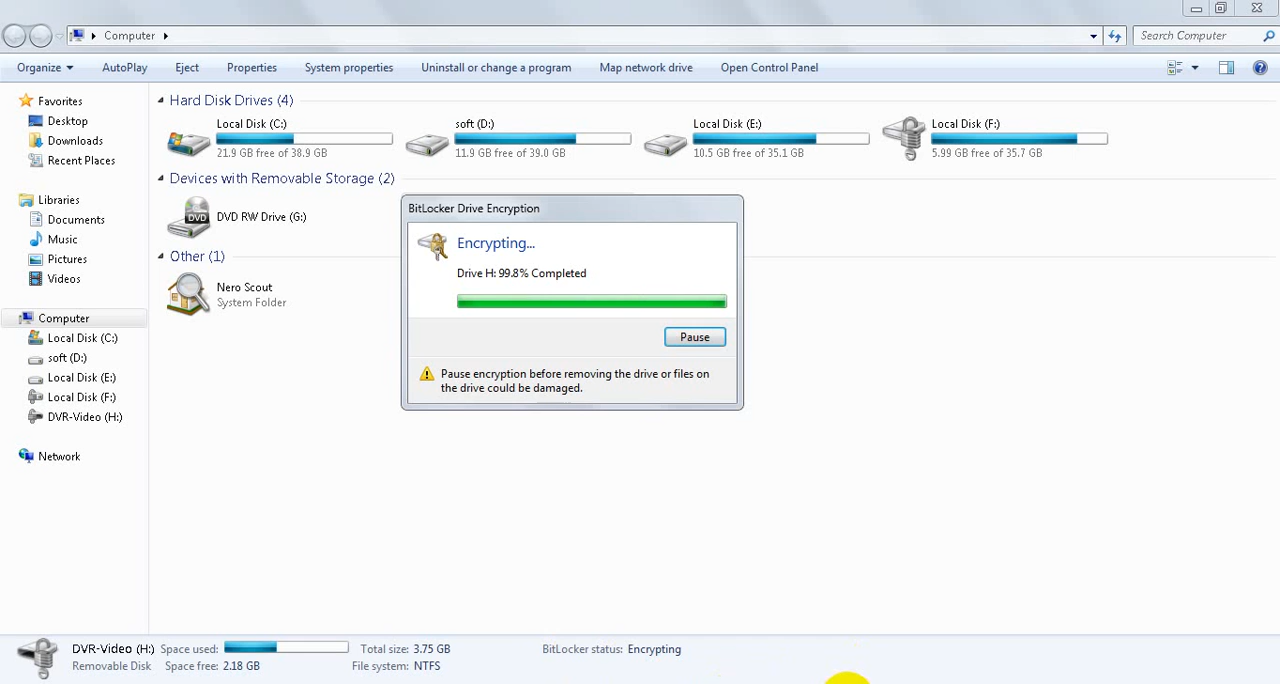 Computer
Search Computer
Organize AutoPlay Eject Properties System properties Uninstall or change a program Map network drive Open Control Panel
Favorites
Desktop
Downloads
Recent Places
Libraries
Documents
Music
Pictures
Videos
Computer
Local Disk (C:)
soft (D:)
Local Disk (E:)
Local Disk (F:)
DVR-Video (H:)
Network
Hard Disk Drives (4)
Local Disk (C:)
21.9 GB free of 38.9 GB
soft (D:)
11.9 GB free of 39.0 GB
Local Disk (E:)
10.5 GB free of 35.1 GB
Local Disk (F:)
5.99 GB free of 35.7 GB
Devices with Removable Storage (2)
DVD
DVD RW Drive (G:)
Other (1)
Nero Scout
System Folder
BitLocker Drive Encryption
Encrypting...
Drive H: 99.8% Completed
Pause
Pause encryption before removing the drive or files on
the drive could be damaged.
DVR-Video (H:) Space used: Total size: 3.75 GB BitLocker status: Encrypting
Removable Disk Space free: 2.18 GB File system: NTFS